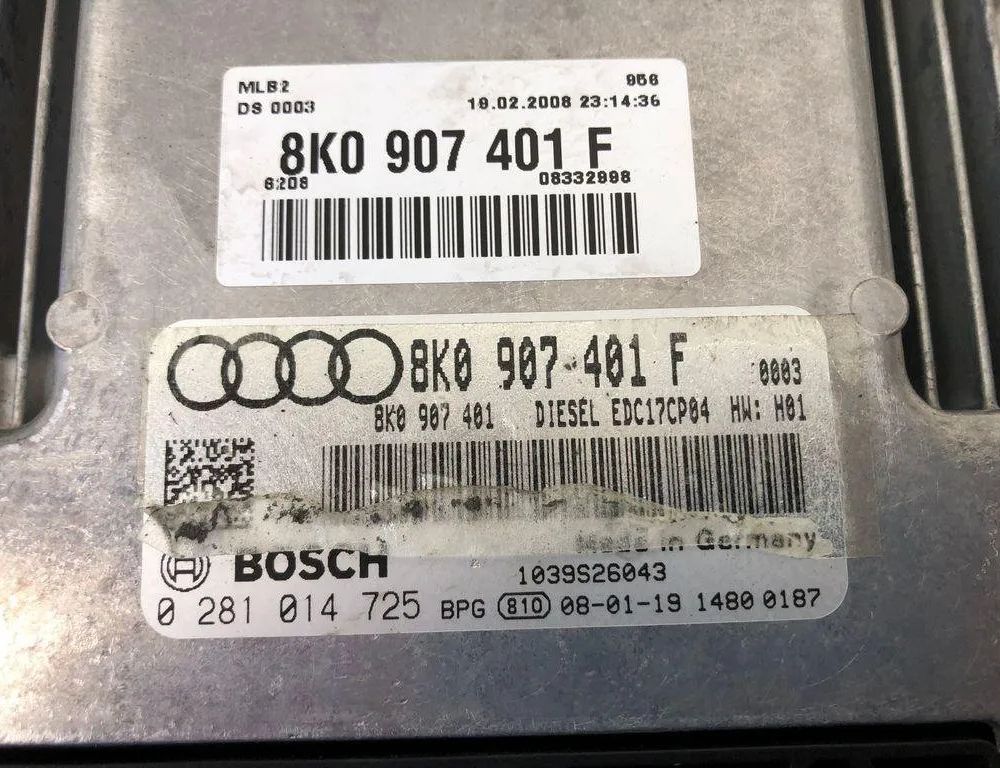 MLB2 956
DS 0003 19.02.2008 23:14:36
8K0 907 401 F
6208 08332998
8K0 907 401 F 0003
8K0 907 401 DIESEL EDC17CP04 HW: H01
Made in Germany
BOSCH 1039S26043
0 281 014 725 BPG 810 08-01-19 1480 0187